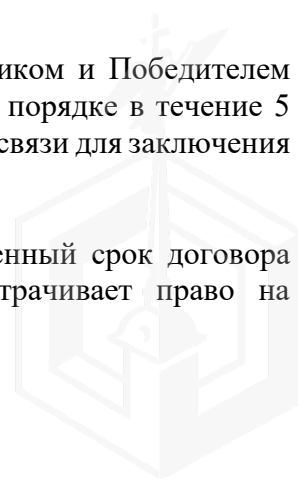 иком и Победителем
порядке в течение 5
связи для заключения
енный срок договора
трачивает право на